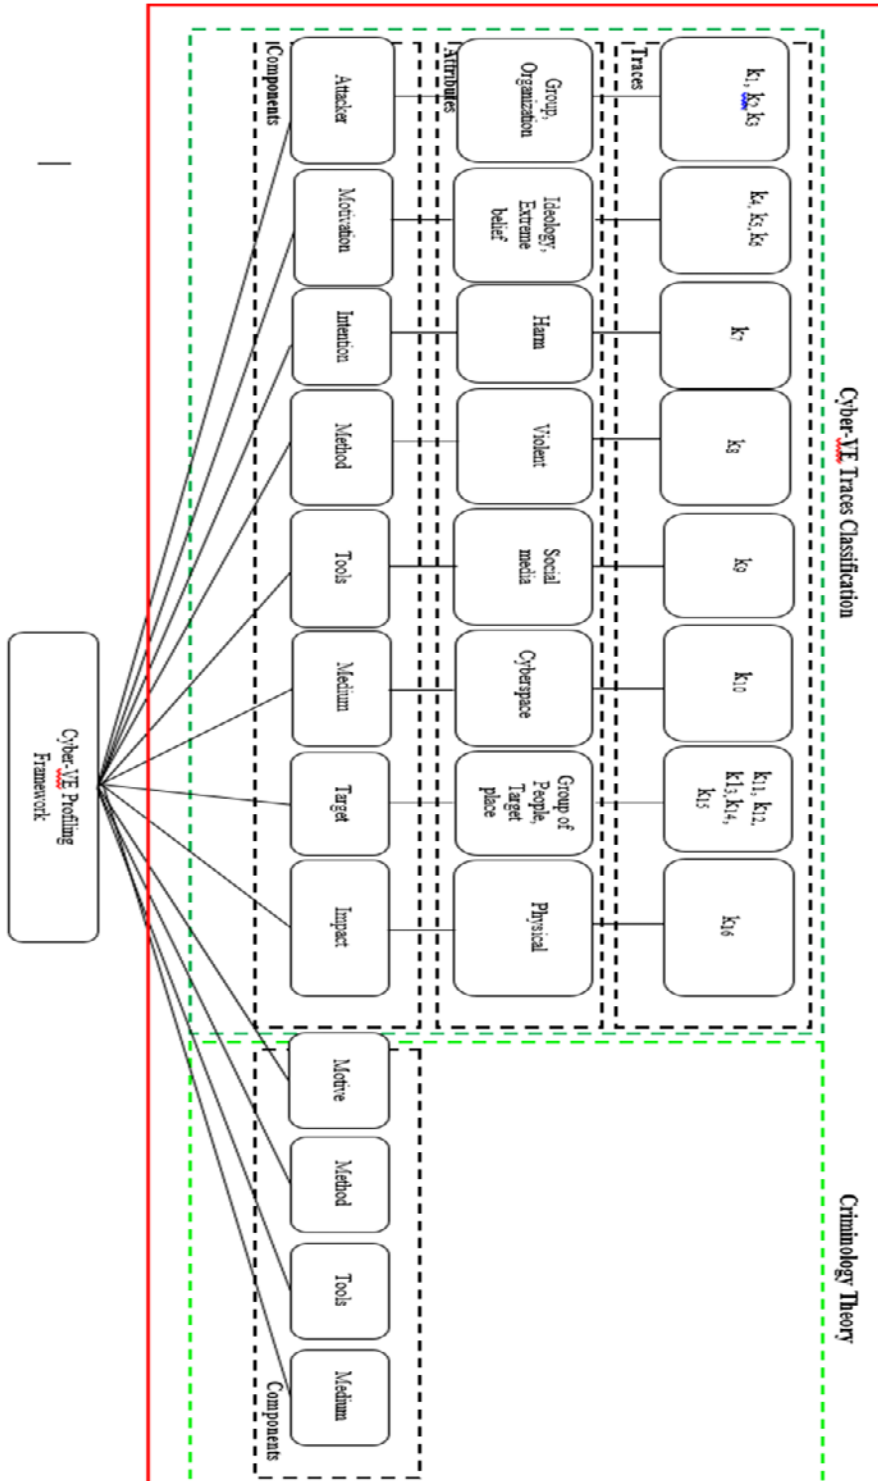 Cyber-VE Traces Classification
Criminology Theory
k₁, k₂ k₃
k₄, k₅, k₆
k₇
k₈
k₉
k₁₀
k₁₁, k₁₂,
k1₃, k₁₄,
k₁₅
k₁₆
Traces
Group,
Organization
Ideology,
Extreme
belief
Harm
Violent
Social
media
Cyberspace
Group of
People,
Target
place
Physical
Attributes
Attacker
Motivation
Intention
Method
Tools
Medium
Target
Impact
Motive
Method
Tools
Medium
Components
Components
Cyber-VE Profiling
Framework